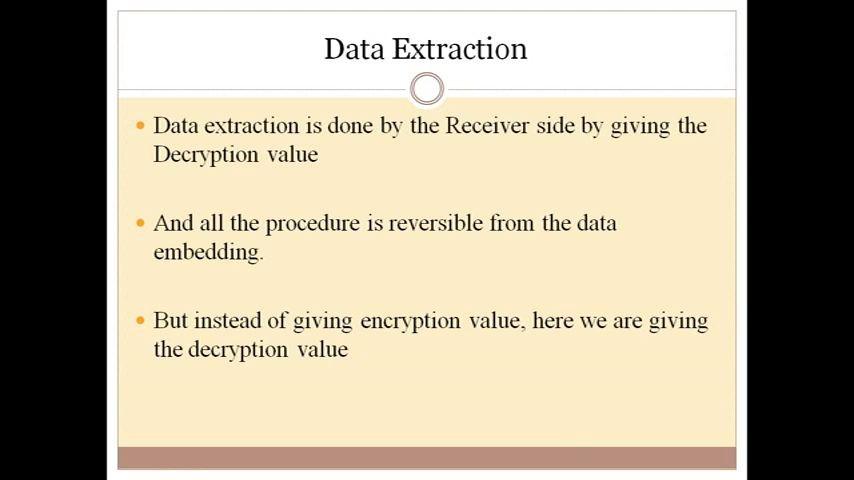 Data Extraction
• Data extraction is done by the Receiver side by giving the
Decryption value
• And all the procedure is reversible from the data
embedding.
• But instead of giving encryption value, here we are giving
the decryption value